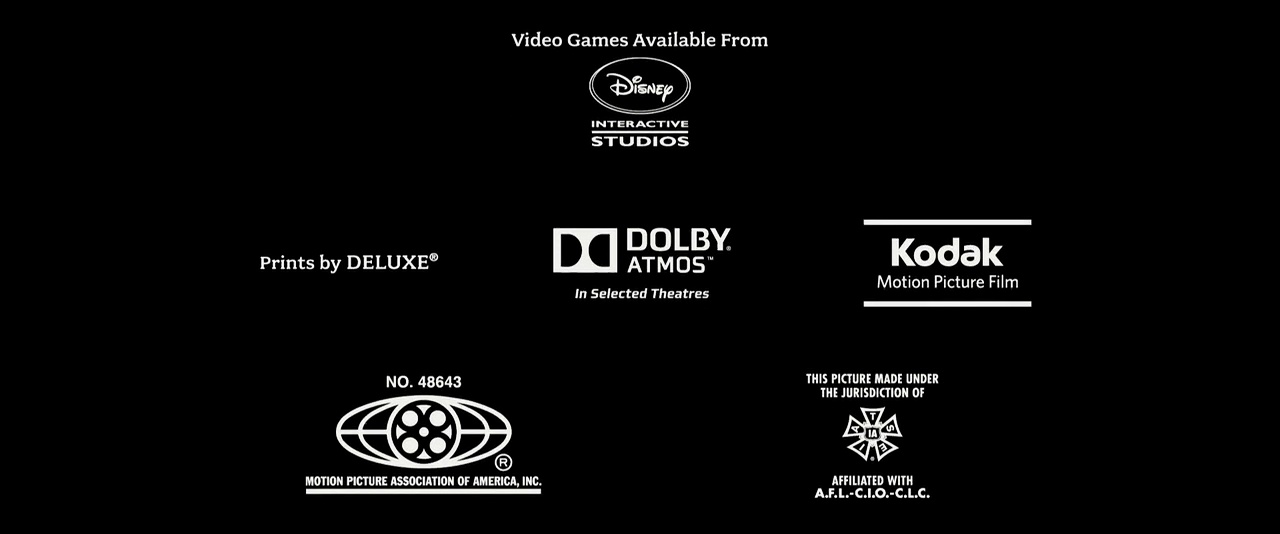 Video Games Available From
Disney
INTERACTIVE
STUDIOS
Prints by DELUXE®
DOLBY®
ATMOS™
In Selected Theatres
Kodak
Motion Picture Film
NO. 48643
®
MOTION PICTURE ASSOCIATION OF AMERICA, INC.
THIS PICTURE MADE UNDER
THE JURISDICTION OF
I A T S E
IA
®
AFFILIATED WITH
A.F.L.-C.I.O.-C.L.C.